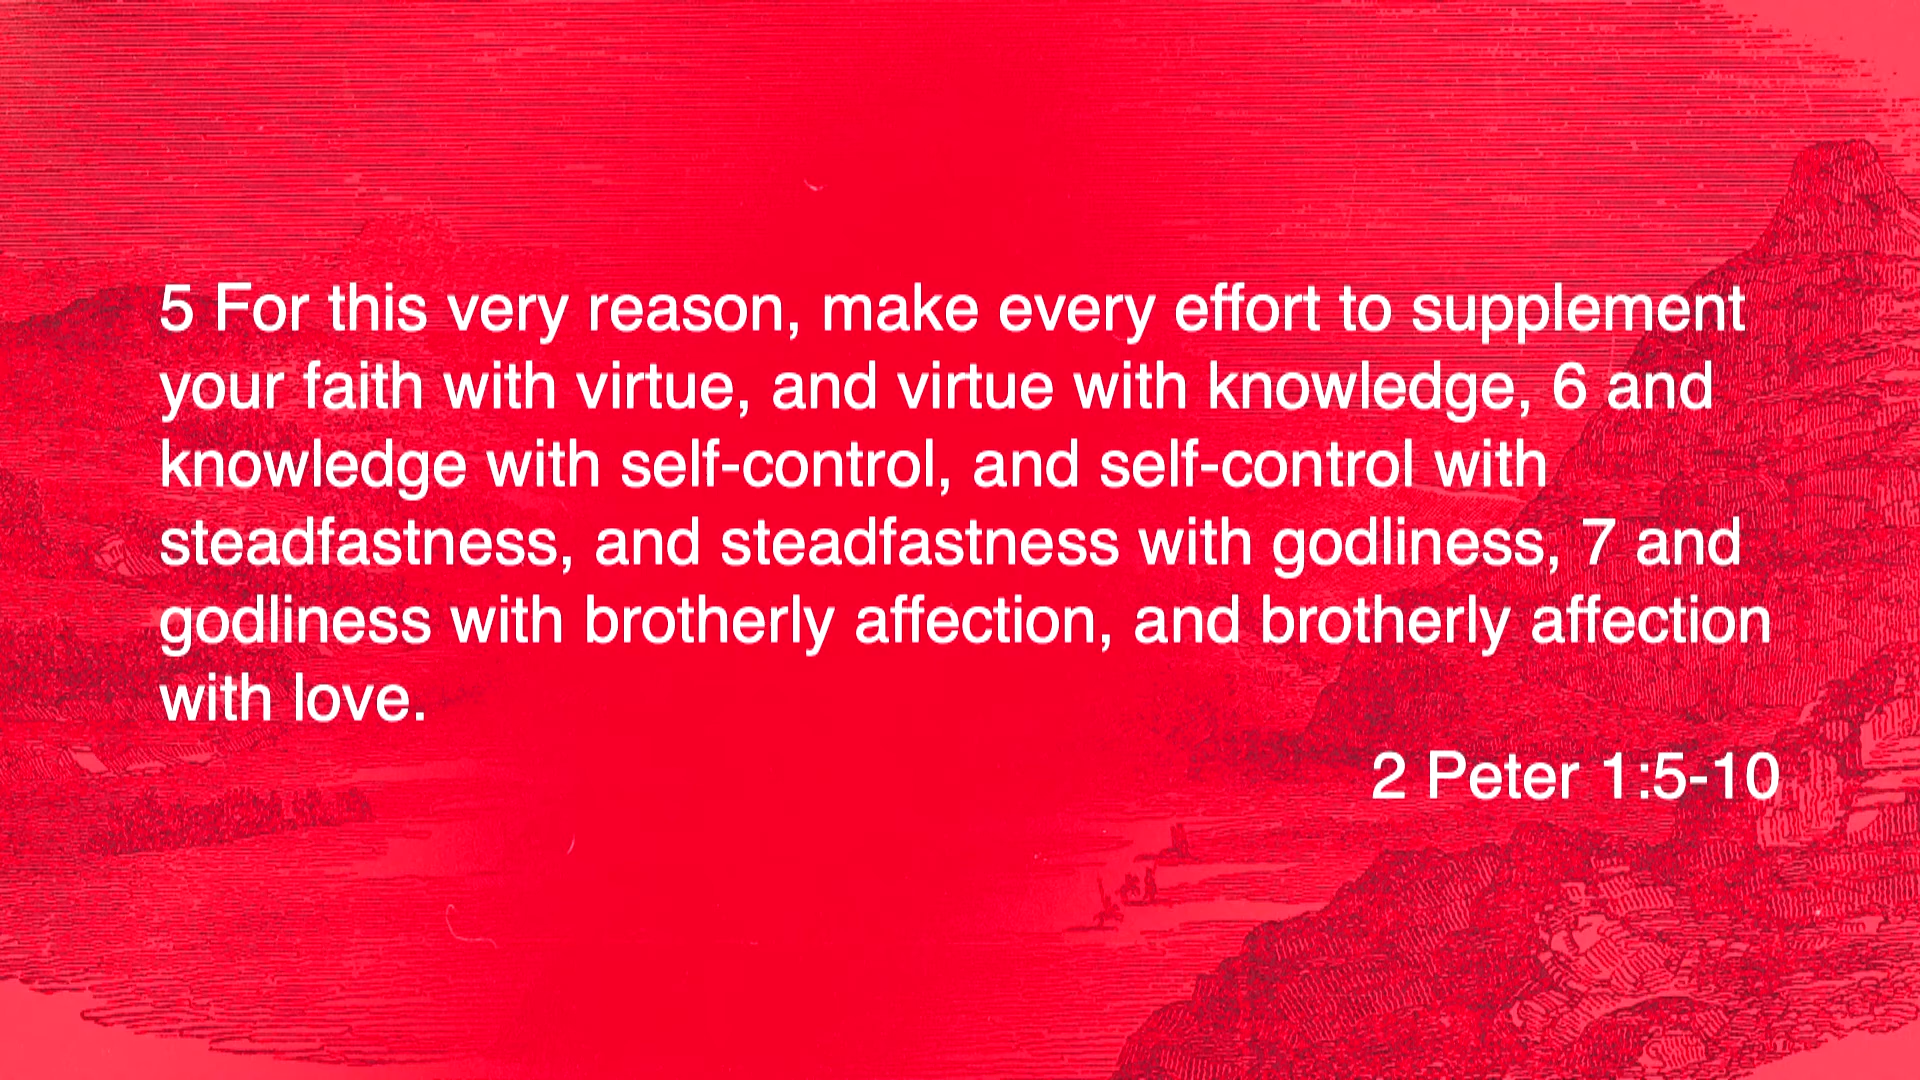 5 For this very reason, make every effort to supplement
your faith with virtue, and virtue with knowledge, 6 and
knowledge with self-control, and self-control with
steadfastness, and steadfastness with godliness, 7 and
godliness with brotherly affection, and brotherly affection
with love.
2 Peter 1:5-10